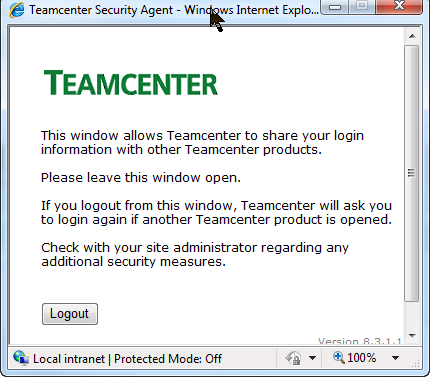 Teamcenter Security Agent - Windows Internet Explo...
TEAMCENTER
This window allows Teamcenter to share your login
information with other Teamcenter products.
Please leave this window open.
If you logout from this window, Teamcenter will ask you
to login again if another Teamcenter product is opened.
Check with your site administrator regarding any
additional security measures.
Logout
Version 8.3.1.1
Local intranet | Protected Mode: Off
100%